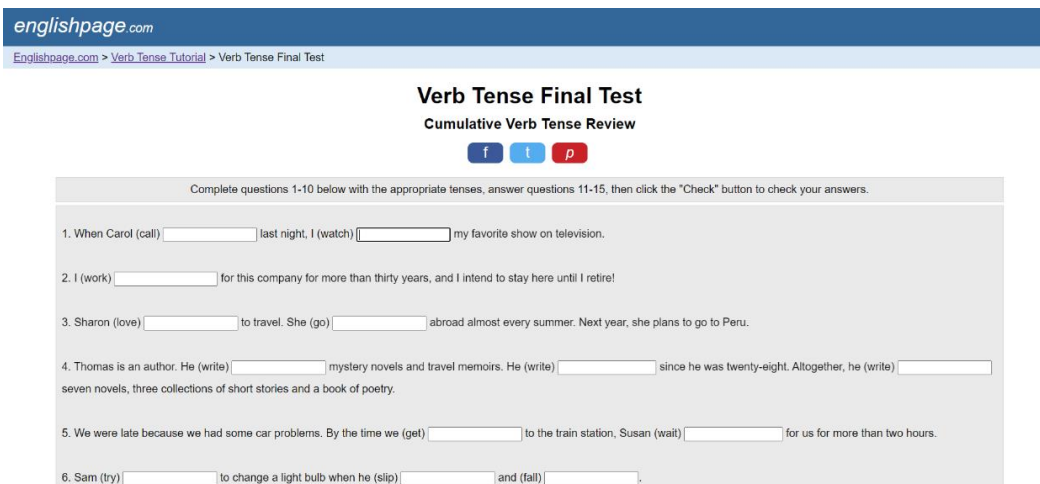 englishpage.com
Englishpage.com > Verb Tense Tutorial > Verb Tense Final Test
Verb Tense Final Test
Cumulative Verb Tense Review
f t p
Complete questions 1-10 below with the appropriate tenses, answer questions 11-15, then click the "Check" button to check your answers.
1. When Carol (call) last night, I (watch) my favorite show on television.
2. I (work) for this company for more than thirty years, and I intend to stay here until I retire!
3. Sharon (love) to travel. She (go) abroad almost every summer. Next year, she plans to go to Peru.
4. Thomas is an author. He (write) mystery novels and travel memoirs. He (write) since he was twenty-eight. Altogether, he (write)
seven novels, three collections of short stories and a book of poetry.
5. We were late because we had some car problems. By the time we (get) to the train station, Susan (wait) for us for more than two hours.
6. Sam (try) to change a light bulb when he (slip) and (fall) .